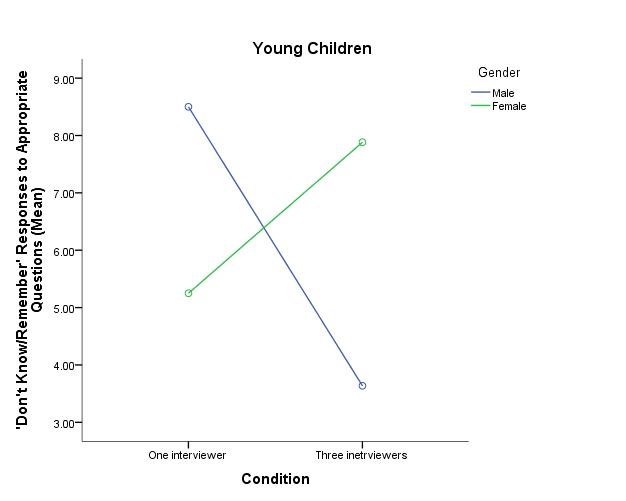 Young Children
Gender
Male
Female
'Don't Know/Remember' Responses to Appropriate
Questions (Mean)
9.00
8.00
7.00
6.00
5.00
4.00
3.00
One interviewer
Three inetrviewers
Condition